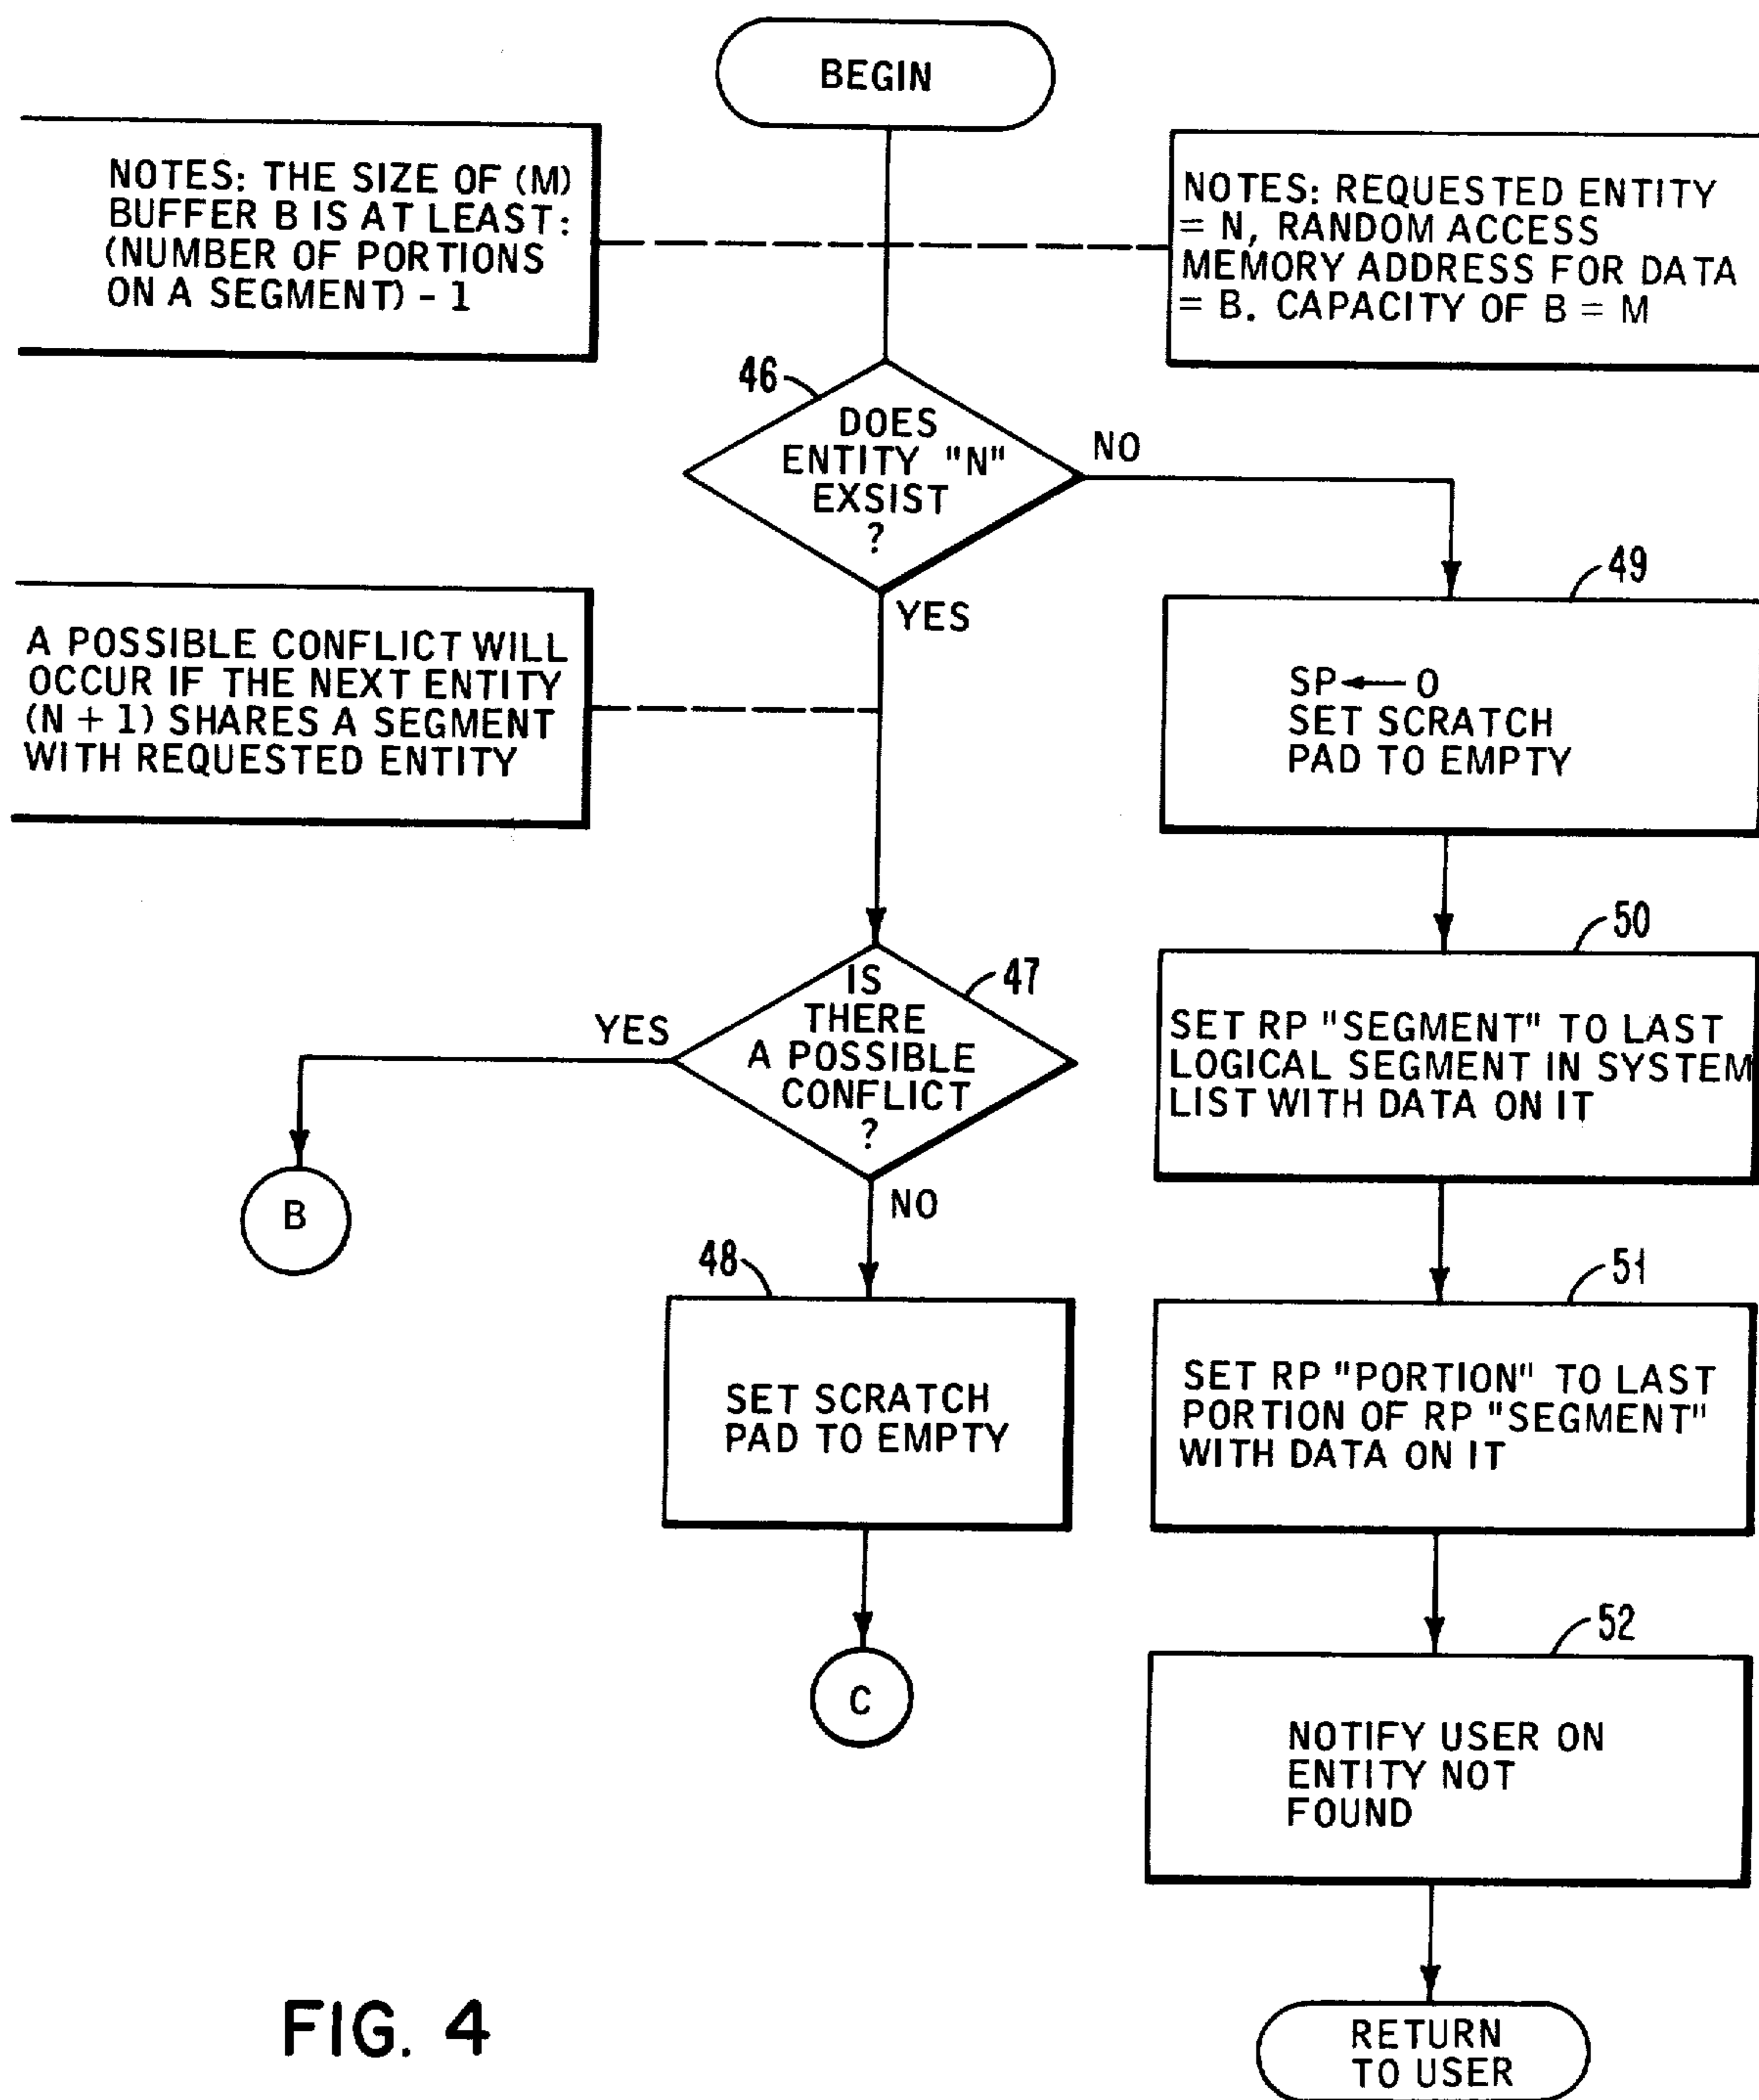 BEGIN
NOTES: THE SIZE OF (M)
BUFFER B IS AT LEAST:
(NUMBER OF PORTIONS
ON A SEGMENT) - 1
NOTES: REQUESTED ENTITY
= N, RANDOM ACCESS
MEMORY ADDRESS FOR DATA
= B. CAPACITY OF B = M
46
DOES
ENTITY "N"
EXSIST
?
NO
YES
A POSSIBLE CONFLICT WILL
OCCUR IF THE NEXT ENTITY
(N + 1) SHARES A SEGMENT
WITH REQUESTED ENTITY
49
SP ← 0
SET SCRATCH
PAD TO EMPTY
47
IS
THERE
A POSSIBLE
CONFLICT
?
YES
NO
B
50
SET RP "SEGMENT" TO LAST
LOGICAL SEGMENT IN SYSTEM
LIST WITH DATA ON IT
48
SET SCRATCH
PAD TO EMPTY
C
51
SET RP "PORTION" TO LAST
PORTION OF RP "SEGMENT"
WITH DATA ON IT
52
NOTIFY USER ON
ENTITY NOT
FOUND
RETURN
TO USER
FIG. 4